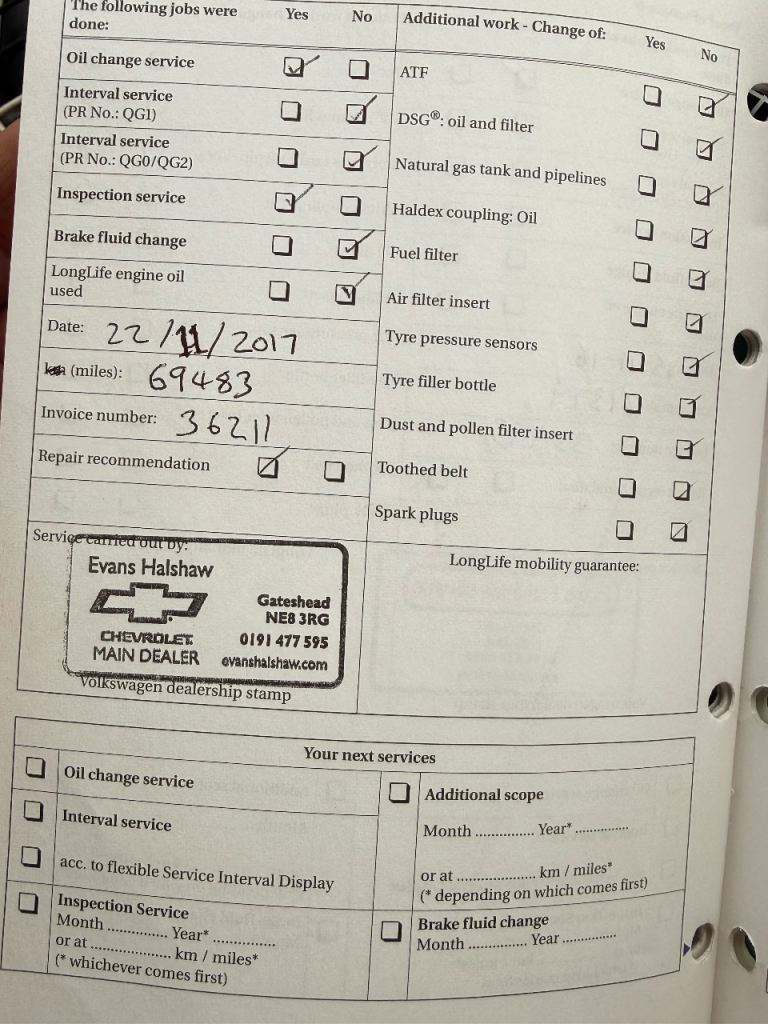 The following jobs were done: Yes No
Oil change service
Interval service
(PR No.: QG1)
Interval service
(PR No.: QG0/QG2)
Inspection service
Brake fluid change
LongLife engine oil
used
Date: 22/11/2017
km (miles): 69483
Invoice number: 36211
Repair recommendation
Service carried out by:
Evans Halshaw
CHEVROLET
MAIN DEALER
Gateshead
NE8 3RG
0191 477 595
evanshalshaw.com
Volkswagen dealership stamp
Additional work - Change of: Yes No
ATF
DSG®: oil and filter
Natural gas tank and pipelines
Haldex coupling: Oil
Fuel filter
Air filter insert
Tyre pressure sensors
Tyre filler bottle
Dust and pollen filter insert
Toothed belt
Spark plugs
LongLife mobility guarantee:
Your next services
Oil change service
Interval service
acc. to flexible Service Interval Display
Inspection Service
Month ............... Year* ...............
or at .................... km / miles*
(* whichever comes first)
Additional scope
Month ............... Year* .............
or at .................... km / miles*
(* depending on which comes first)
Brake fluid change
Month ............... Year ..............